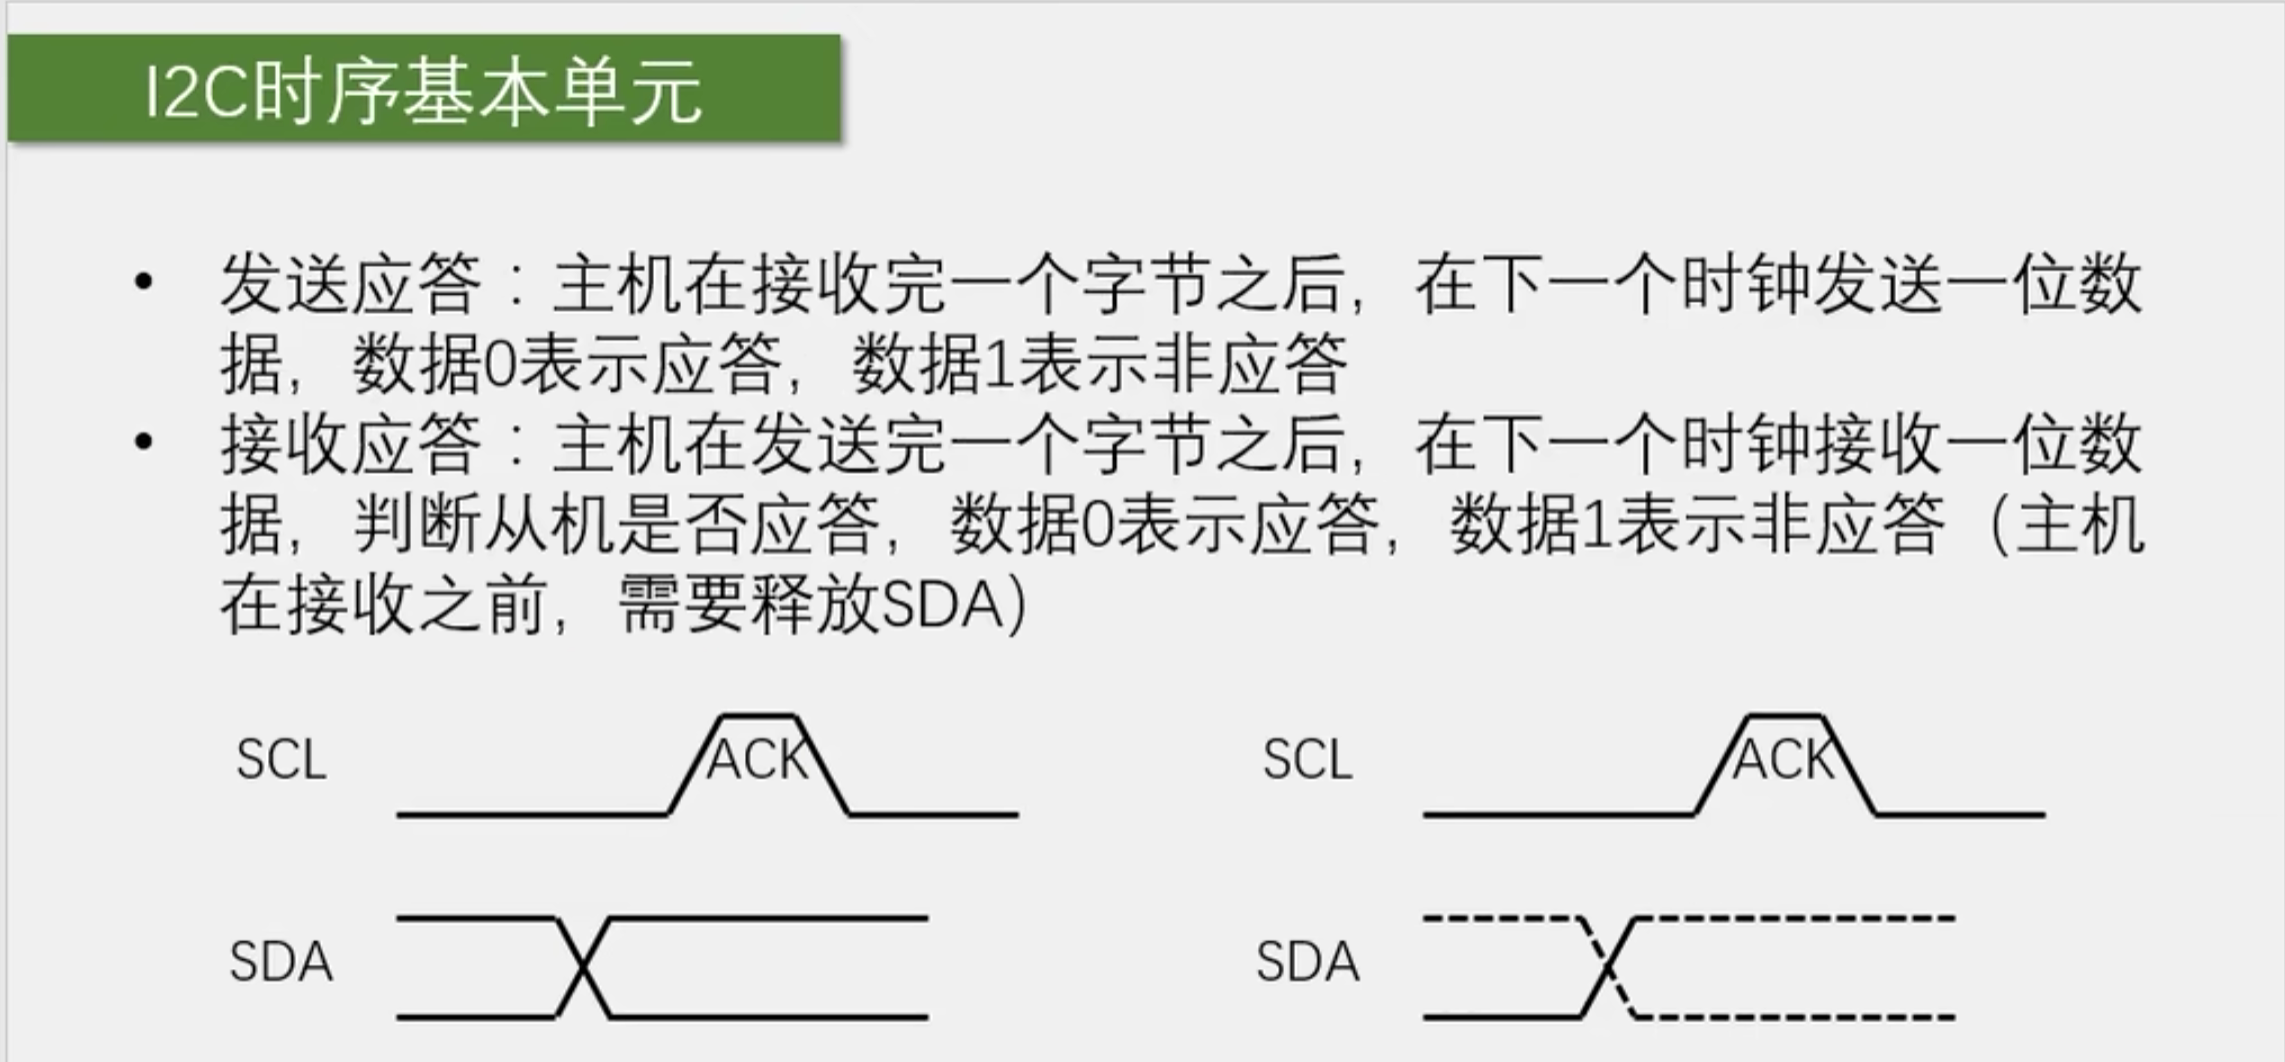 I2C时序基本单元
• 发送应答：主机在接收完一个字节之后，在下一个时钟发送一位数
据，数据0表示应答，数据1表示非应答
• 接收应答：主机在发送完一个字节之后，在下一个时钟接收一位数
据，判断从机是否应答，数据0表示应答，数据1表示非应答（主机
在接收之前，需要释放SDA）
SCL ACK SCL ACK
SDA SDA